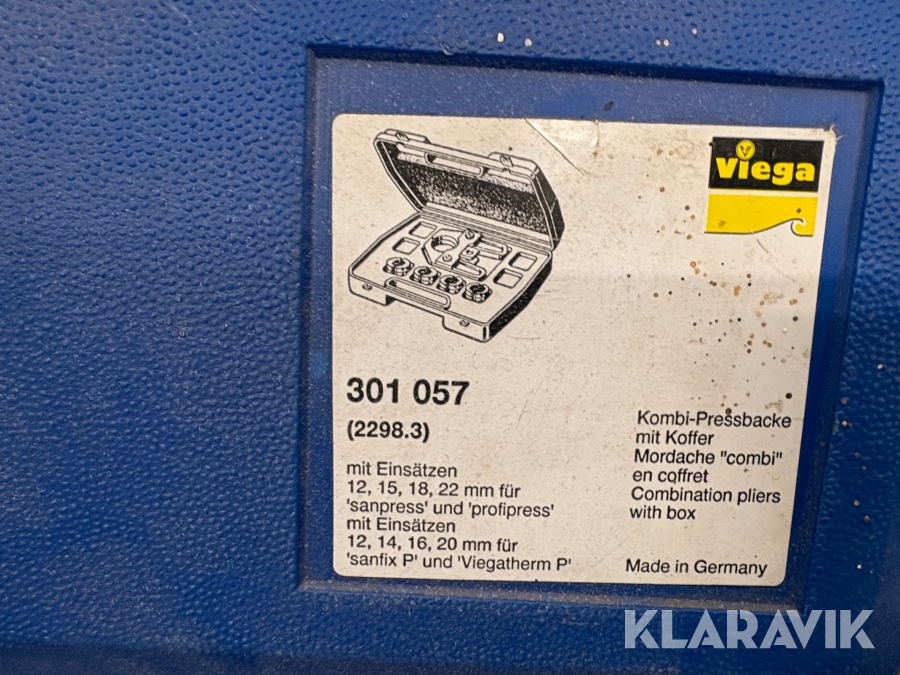 viega
301 057
(2298.3)
mit Einsätzen
12, 15, 18, 22 mm für
'sanpress' und 'profipress'
mit Einsätzen
12, 14, 16, 20 mm für
'sanfix P' und 'Viegatherm P'
Kombi-Pressbacke
mit Koffer
Mordache "combi"
en coffret
Combination pliers
with box
Made in Germany
KLARAVIK